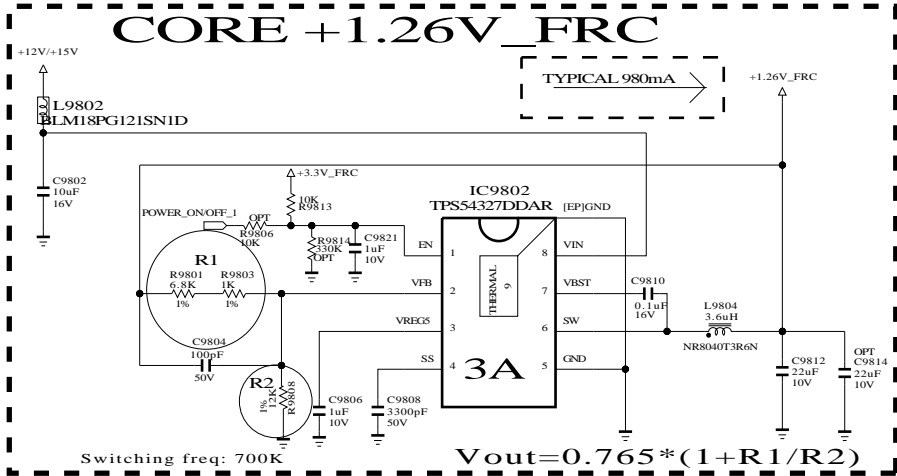 CORE +1.26V_FRC
+12V/+15V
TYPICAL 980mA
+1.26V_FRC
L9802
BLM18PG121SN1D
C9802
10uF
16V
+3.3V_FRC
10K
R9813
IC9802
TPS54327DDAR
[EP]GND
POWER_ON/OFF_1
OPT
R9806
10K
R9814
330K
OPT
C9821
1uF
10V
EN
1
VIN
8
R1
R9801
6.8K
1%
R9803
1K
1%
THERMAL
9
VFB
2
VBST
7
C9810
0.1uF
16V
L9804
3.6uH
NR8040T3R6N
VREG5
3
SW
6
C9804
100pF
50V
SS
4
GND
5
3A
C9812
22uF
10V
OPT
C9814
22uF
10V
R2
1%
12K
R9808
C9806
1uF
10V
C9808
3300pF
50V
Switching freq: 700K
Vout=0.765*(1+R1/R2)